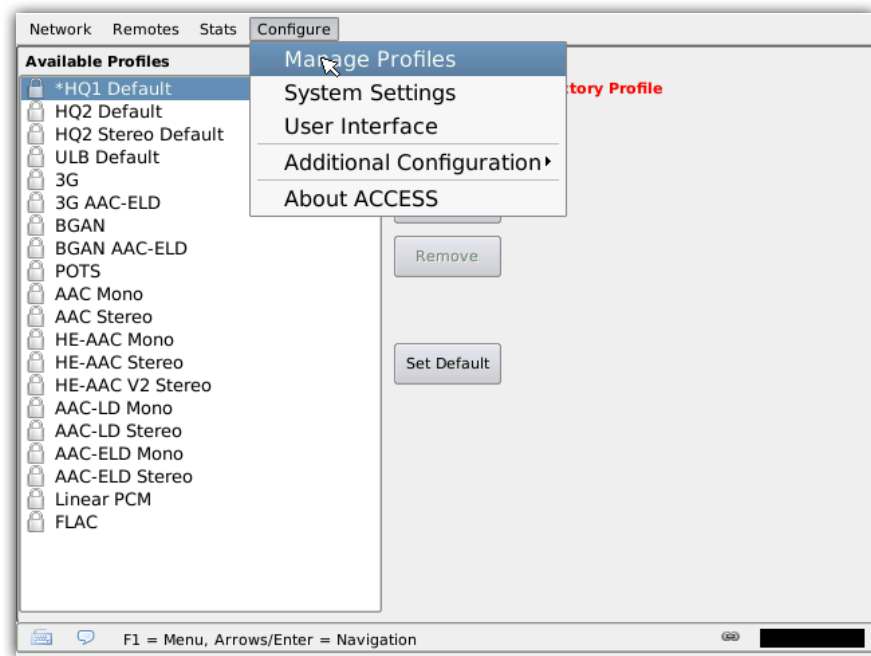 Network Remotes Stats Configure
Available Profiles
Manage Profiles
System Settings
User Interface
Additional Configuration
About ACCESS
*HQ1 Default
HQ2 Default
HQ2 Stereo Default
ULB Default
3G
3G AAC-ELD
BGAN
BGAN AAC-ELD
POTS
AAC Mono
AAC Stereo
HE-AAC Mono
HE-AAC Stereo
HE-AAC V2 Stereo
AAC-LD Mono
AAC-LD Stereo
AAC-ELD Mono
AAC-ELD Stereo
Linear PCM
FLAC
tory Profile
Remove
Set Default
F1 = Menu, Arrows/Enter = Navigation